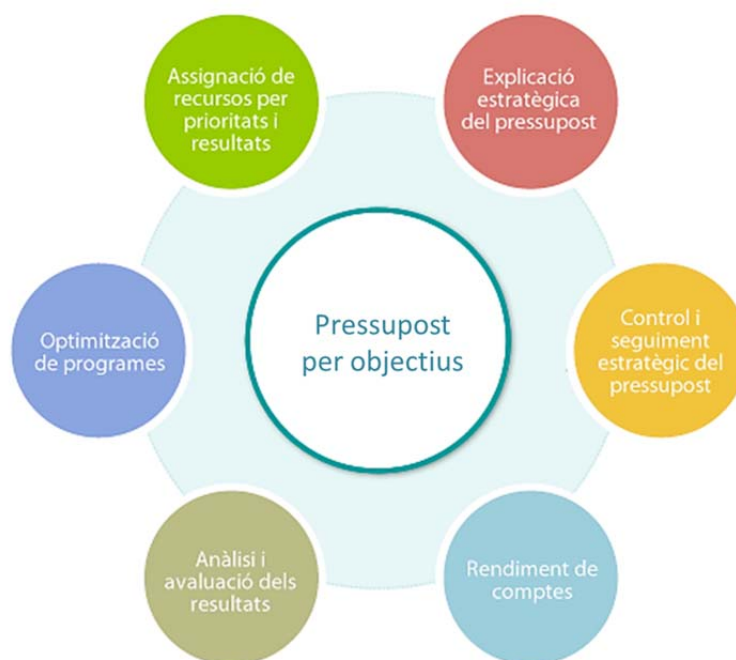 Assignació de
recursos per
prioritats i
resultats
Explicació
estratègica
del pressupost
Optimització
de programes
Pressupost
per objectius
Control i
seguiment
estratègic del
pressupost
Anàlisi i
avaluació dels
resultats
Rendiment de
comptes